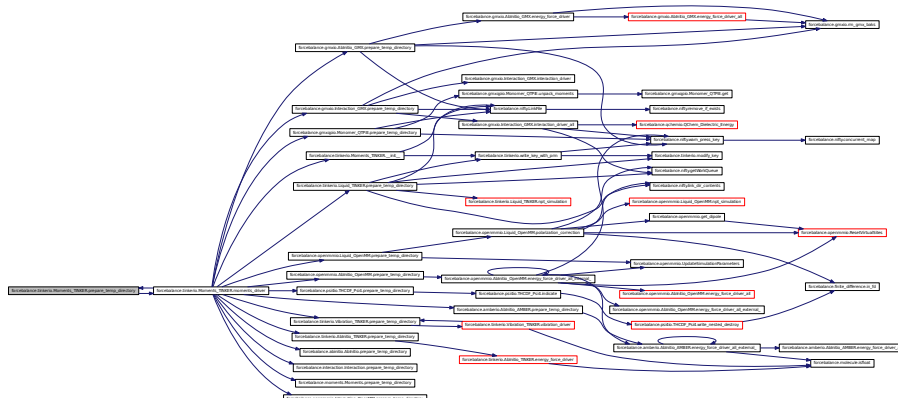 forcebalance.gmxio.AbInitio_GMX.energy_force_driver
forcebalance.gmxio.AbInitio_GMX.energy_force_driver_all
forcebalance.gmxio.rm_gmx_baks
forcebalance.gmxio.AbInitio_GMX.prepare_temp_directory
forcebalance.gmxio.Interaction_GMX.interaction_driver
forcebalance.gmxqpio.Monomer_QTPIE.unpack_moments
forcebalance.gmxqpio.Monomer_QTPIE.get
forcebalance.gmxio.Interaction_GMX.prepare_temp_directory
forcebalance.nifty.LinkFile
forcebalance.nifty.remove_if_exists
forcebalance.gmxio.Interaction_GMX.interaction_driver_all
forcebalance.qchemio.QChem_Dielectric_Energy
forcebalance.gmxqpio.Monomer_QTPIE.prepare_temp_directory
forcebalance.nifty.warn_press_key
forcebalance.nifty.concurrent_map
forcebalance.tinkerio.Moments_TINKER.__init__
forcebalance.tinkerio.write_key_with_prm
forcebalance.tinkerio.modify_key
forcebalance.nifty.getWorkQueue
forcebalance.tinkerio.Liquid_TINKER.prepare_temp_directory
forcebalance.nifty.link_dir_contents
forcebalance.tinkerio.Liquid_TINKER.npt_simulation
forcebalance.openmmio.Liquid_OpenMM.npt_simulation
forcebalance.openmmio.get_dipole
forcebalance.openmmio.Liquid_OpenMM.polarization_correction
forcebalance.openmmio.ResetVirtualSites
forcebalance.openmmio.Liquid_OpenMM.prepare_temp_directory
forcebalance.openmmio.UpdateSimulationParameters
forcebalance.openmmio.AbInitio_OpenMM.prepare_temp_directory
forcebalance.openmmio.AbInitio_OpenMM.energy_force_driver_all_external_
forcebalance.finite_difference.in_fd
forcebalance.tinkerio.Moments_TINKER.prepare_temp_directory
forcebalance.tinkerio.Moments_TINKER.moments_driver
forcebalance.psi4io.THCDF_Psi4.prepare_temp_directory
forcebalance.psi4io.THCDF_Psi4.indicate
forcebalance.openmmio.AbInitio_OpenMM.energy_force_driver_all
forcebalance.amberio.AbInitio_AMBER.prepare_temp_directory
forcebalance.openmmio.AbInitio_OpenMM.energy_force_driver_all_external_
forcebalance.tinkerio.Vibration_TINKER.prepare_temp_directory
forcebalance.tinkerio.Vibration_TINKER.vibration_driver
forcebalance.psi4io.THCDF_Psi4.write_nested_destroy
forcebalance.tinkerio.AbInitio_TINKER.prepare_temp_directory
forcebalance.amberio.AbInitio_AMBER.energy_force_driver_all_external_
forcebalance.amberio.AbInitio_AMBER.energy_force_driver_
forcebalance.abinitio.AbInitio.prepare_temp_directory
forcebalance.tinkerio.AbInitio_TINKER.energy_force_driver
forcebalance.molecule.isfloat
forcebalance.interaction.Interaction.prepare_temp_directory
forcebalance.moments.Moments.prepare_temp_directory